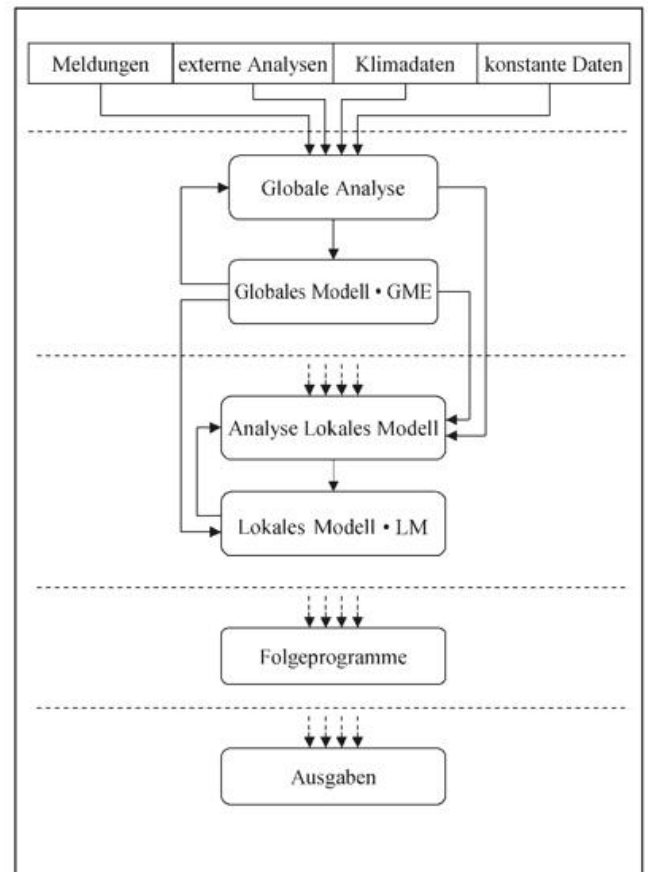 Meldungen externe Analysen Klimadaten konstante Daten
Globale Analyse
Globales Modell • GME
Analyse Lokales Modell
Lokales Modell • LM
Folgeprogramme
Ausgaben